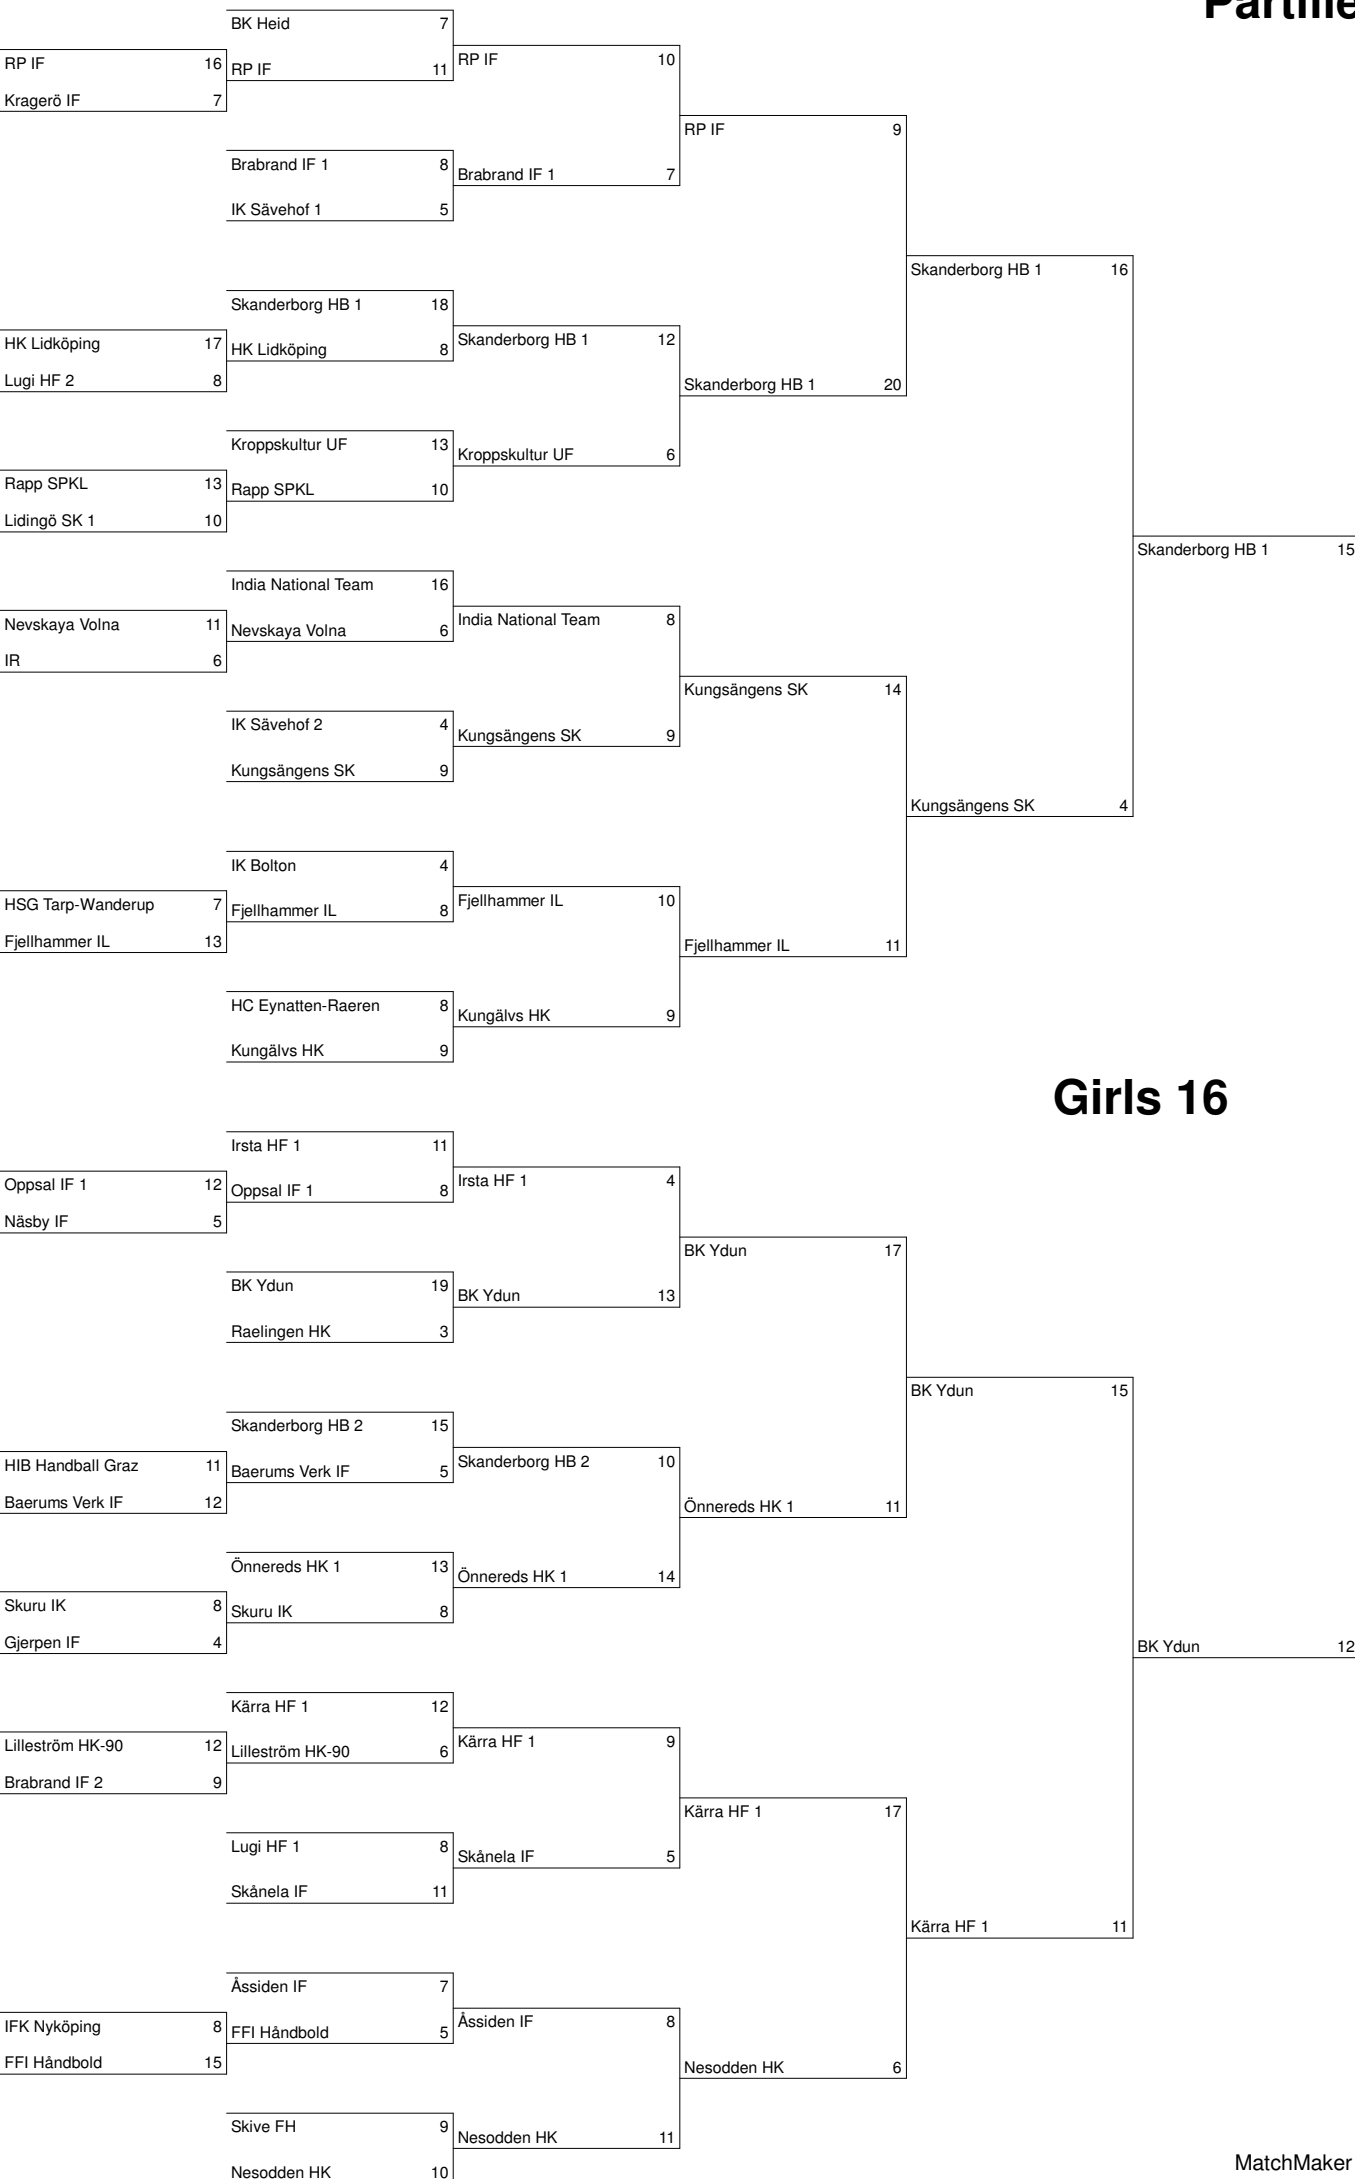 Partille
BK Heid 7
RP IF 16
RP IF 11
RP IF 10
Kragerö IF 7
RP IF 9
Brabrand IF 1 8
Brabrand IF 1 7
IK Sävehof 1 5
Skanderborg HB 1 16
Skanderborg HB 1 18
HK Lidköping 17
HK Lidköping 8
Skanderborg HB 1 12
Lugi HF 2 8
Skanderborg HB 1 20
Kroppskultur UF 13
Kroppskultur UF 6
Rapp SPKL 13
Rapp SPKL 10
Lidingö SK 1 10
Skanderborg HB 1 15
India National Team 16
Nevskaya Volna 11
Nevskaya Volna 6
India National Team 8
IR 6
Kungsängens SK 14
IK Sävehof 2 4
Kungsängens SK 9
Kungsängens SK 9
Kungsängens SK 4
IK Bolton 4
HSG Tarp-Wanderup 7
Fjellhammer IL 8
Fjellhammer IL 10
Fjellhammer IL 13
Fjellhammer IL 11
HC Eynatten-Raeren 8
Kungälvs HK 9
Kungälvs HK 9
Girls 16
Irsta HF 1 11
Oppsal IF 1 12
Oppsal IF 1 8
Irsta HF 1 4
Näsby IF 5
BK Ydun 17
BK Ydun 19
BK Ydun 13
Raelingen HK 3
BK Ydun 15
Skanderborg HB 2 15
HIB Handball Graz 11
Baerums Verk IF 5
Skanderborg HB 2 10
Baerums Verk IF 12
Önnereds HK 1 11
Önnereds HK 1 13
Önnereds HK 1 14
Skuru IK 8
Skuru IK 8
Gjerpen IF 4
BK Ydun 12
Kärra HF 1 12
Lilleström HK-90 12
Lilleström HK-90 6
Kärra HF 1 9
Brabrand IF 2 9
Kärra HF 1 17
Lugi HF 1 8
Skånela IF 5
Skånela IF 11
Kärra HF 1 11
Åssiden IF 7
IFK Nyköping 8
FFI Håndbold 5
Åssiden IF 8
FFI Håndbold 15
Nesodden HK 6
Skive FH 9
Nesodden HK 11
Nesodden HK 10
MatchMaker